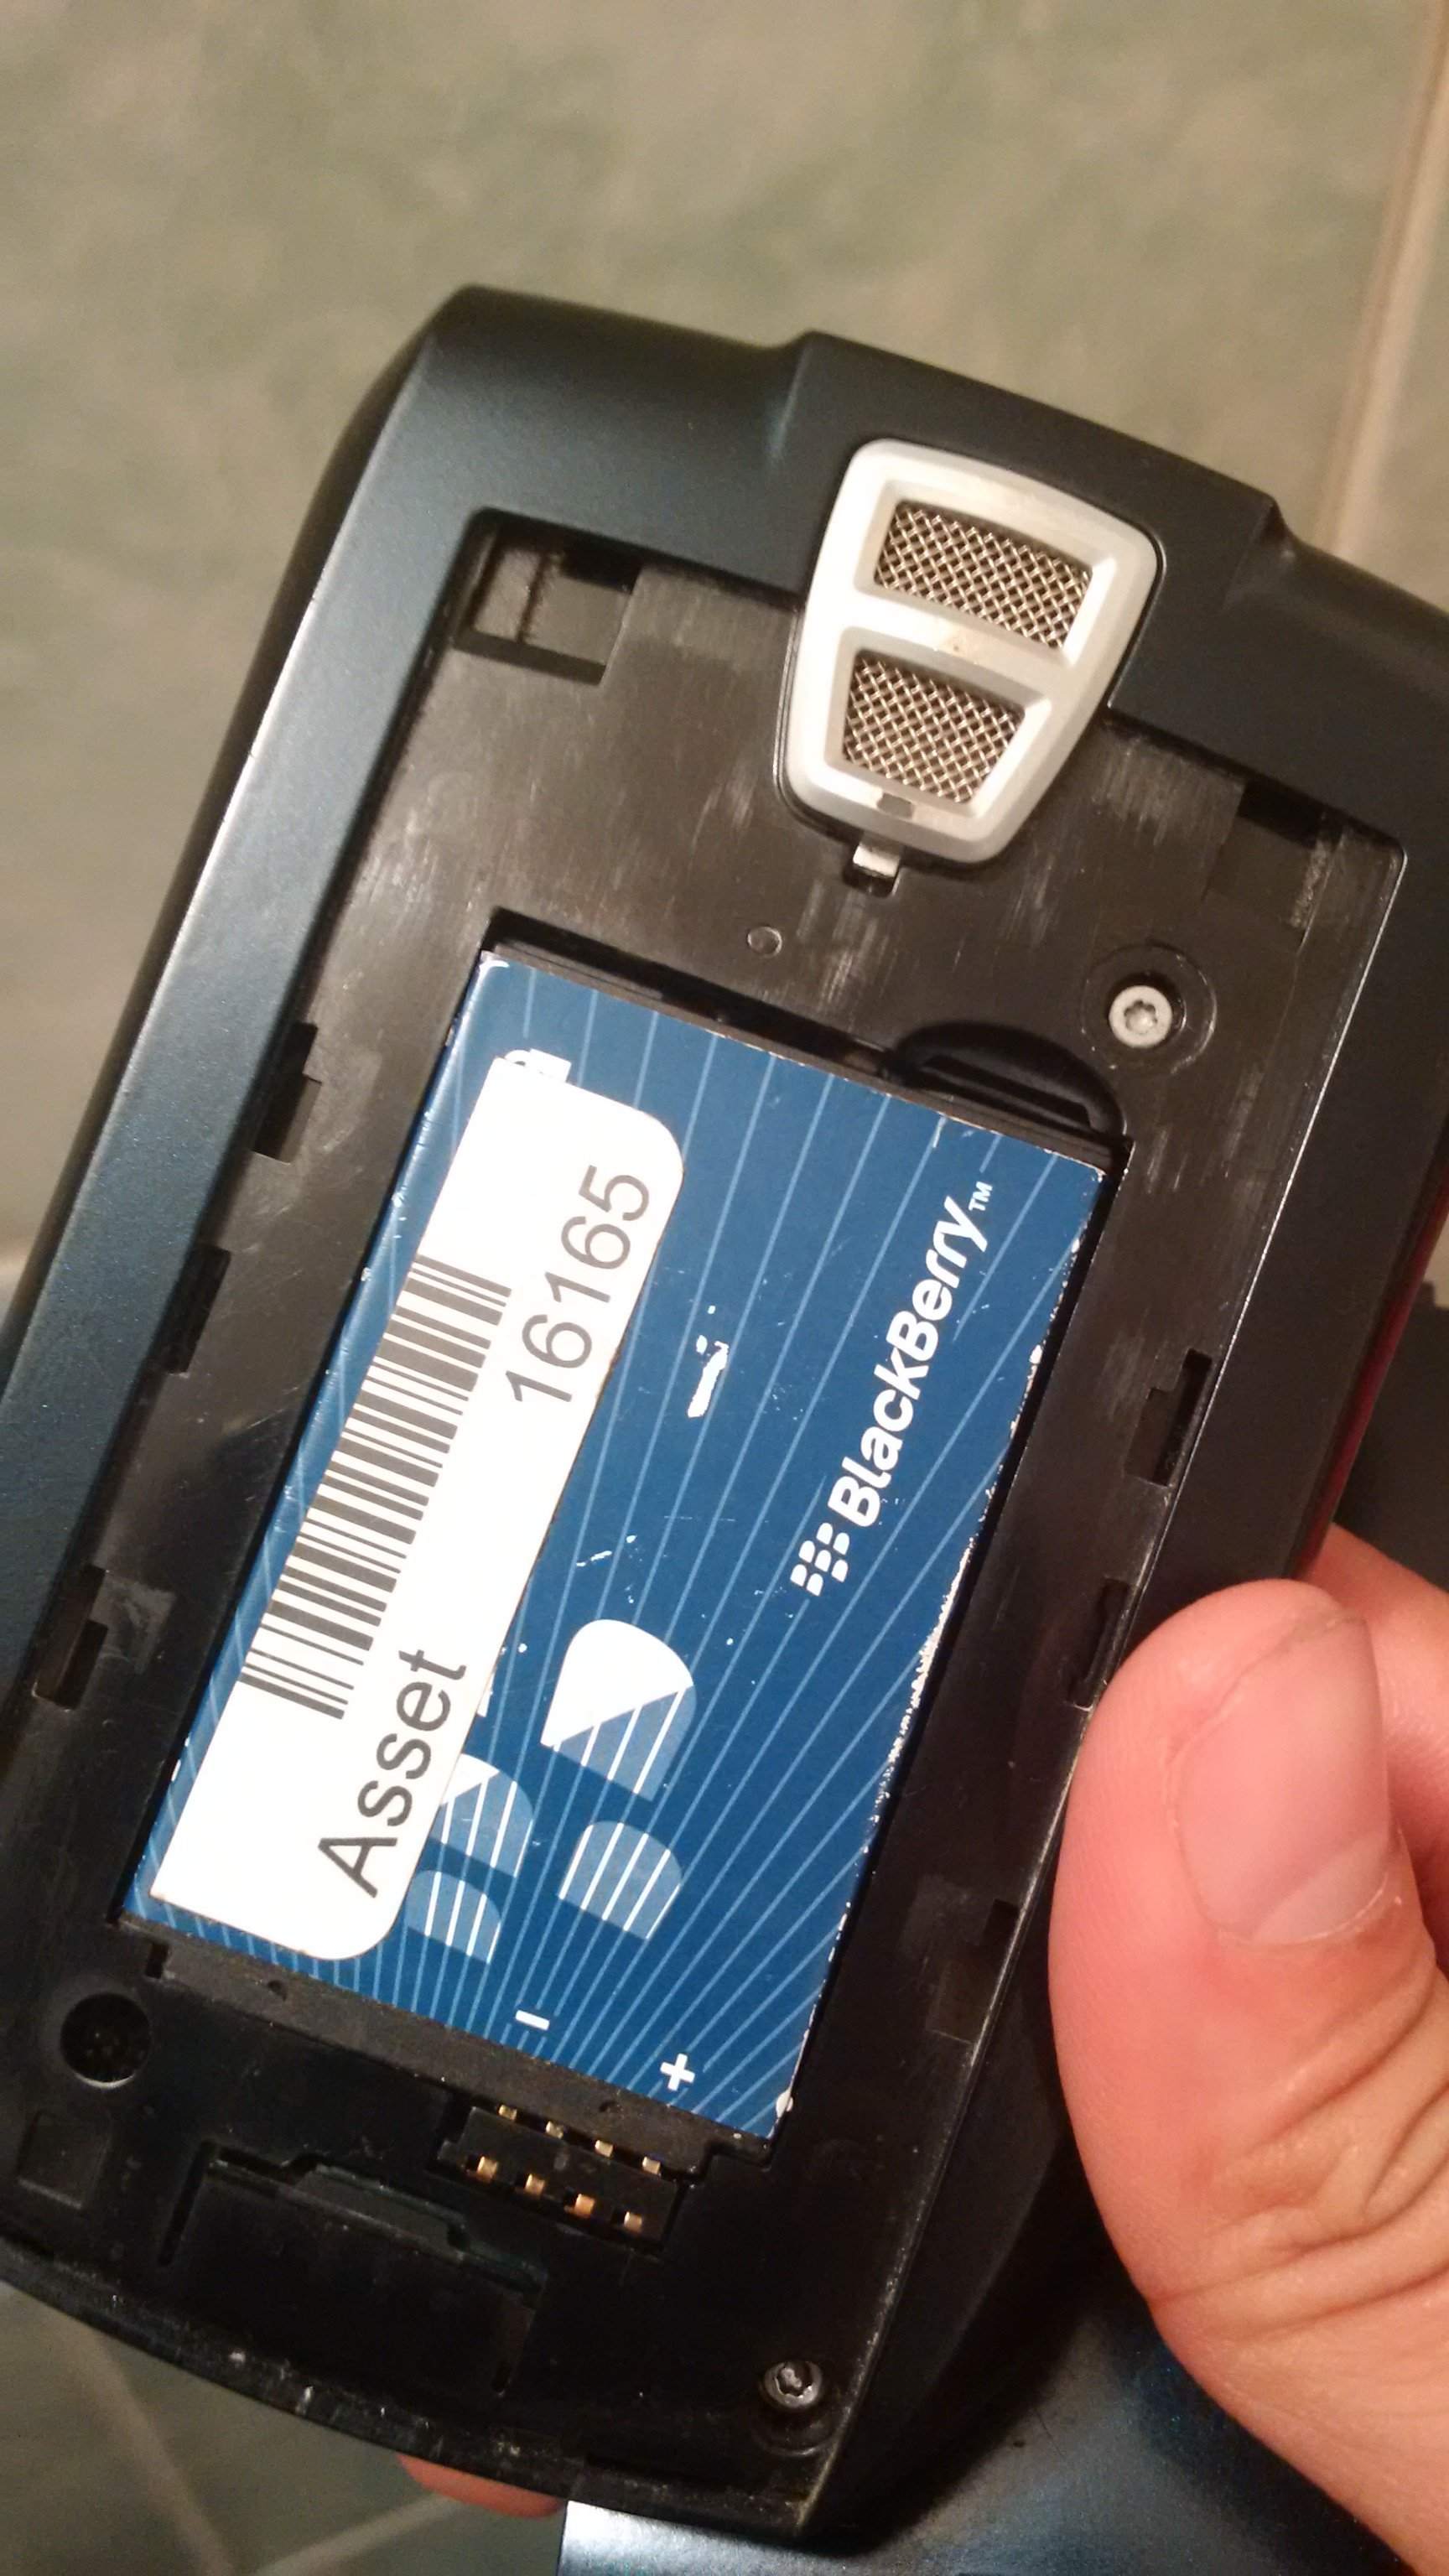 Asset 16165
BlackBerry™
-
+